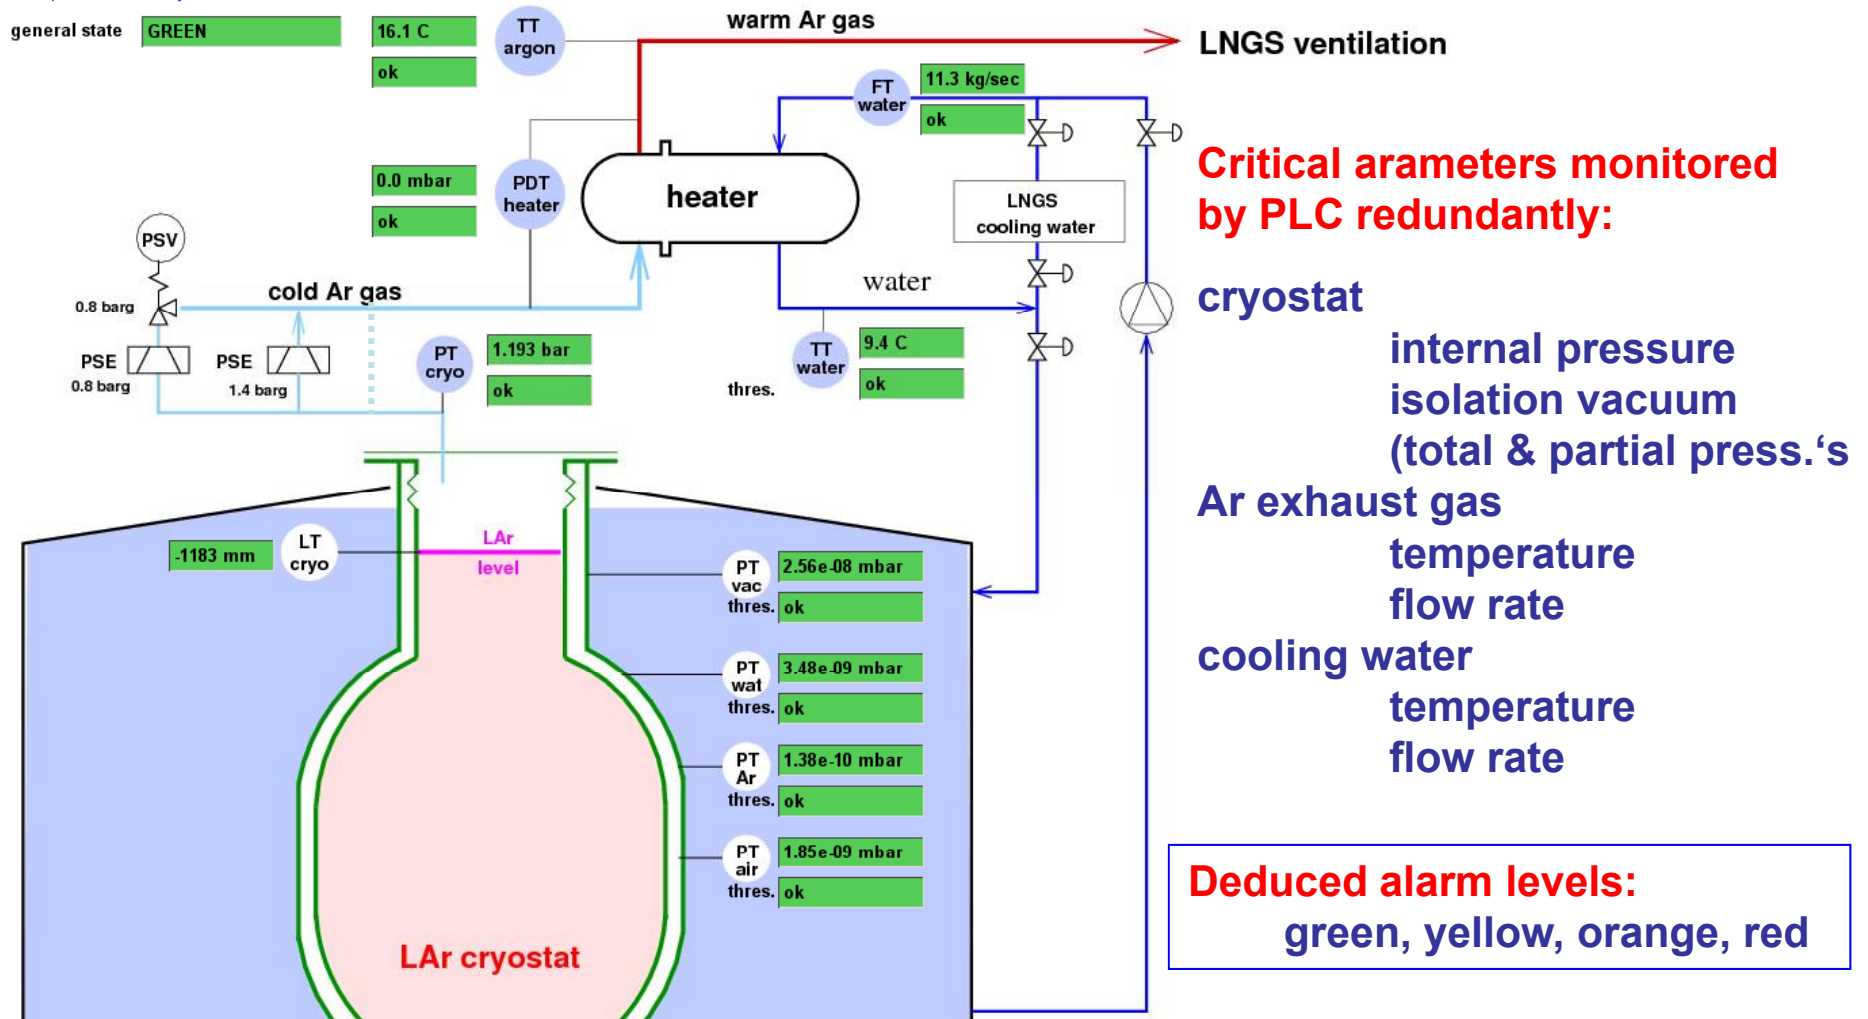 general state GREEN
16.1 C
ok
TT
argon
warm Ar gas
LNGS ventilation
FT
water
11.3 kg/sec
ok
0.0 mbar
ok
PDT
heater
heater
LNGS
cooling water
PSV
0.8 barg
cold Ar gas
water
PSE
0.8 barg
PSE
1.4 barg
PT
cryo
1.193 bar
ok
thres.
TT
water
9.4 C
ok
LT
cryo
-1183 mm
LAr
level
PT
vac
thres.
2.56e-08 mbar
ok
PT
wat
thres.
3.48e-09 mbar
ok
PT
Ar
thres.
1.38e-10 mbar
ok
PT
air
thres.
1.85e-09 mbar
ok
LAr cryostat
Critical arameters monitored
by PLC redundantly:
cryostat
internal pressure
isolation vacuum
(total & partial press.‘s
Ar exhaust gas
temperature
flow rate
cooling water
temperature
flow rate
Deduced alarm levels:
green, yellow, orange, red